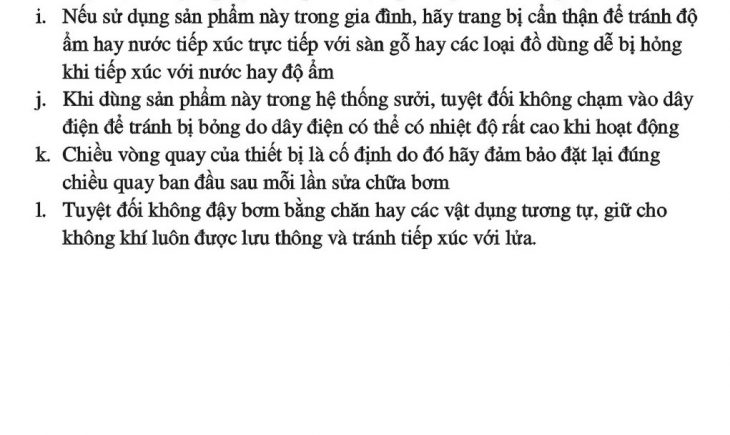 i. Nếu sử dụng sản phẩm này trong gia đình, hãy trang bị cẩn thận để tránh độ
ẩm hay nước tiếp xúc trực tiếp với sàn gỗ hay các loại đồ dùng dễ bị hỏng
khi tiếp xúc với nước hay độ ẩm
j. Khi dùng sản phẩm này trong hệ thống sưởi, tuyệt đối không chạm vào dây
điện để tránh bị bỏng do dây điện có thể có nhiệt độ rất cao khi hoạt động
k. Chiều vòng quay của thiết bị là cố định do đó hãy đảm bảo đặt lại đúng
chiều quay ban đầu sau mỗi lần sửa chữa bơm
l. Tuyệt đối không đậy bơm bằng chăn hay các vật dụng tương tự, giữ cho
không khí luôn được lưu thông và tránh tiếp xúc với lửa.